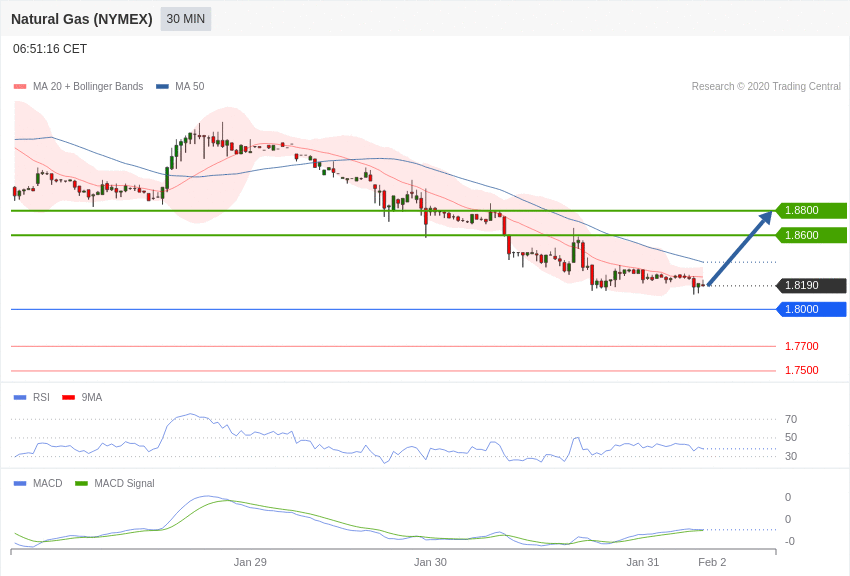 Natural Gas (NYMEX) 30 MIN
06:51:16 CET
MA 20 + Bollinger Bands MA 50 Research © 2020 Trading Central
1.8800
1.8600
1.8190
1.8000
1.7700
1.7500
RSI 9MA
70
50
30
MACD MACD Signal
0
0
-0
Jan 29 Jan 30 Jan 31 Feb 2